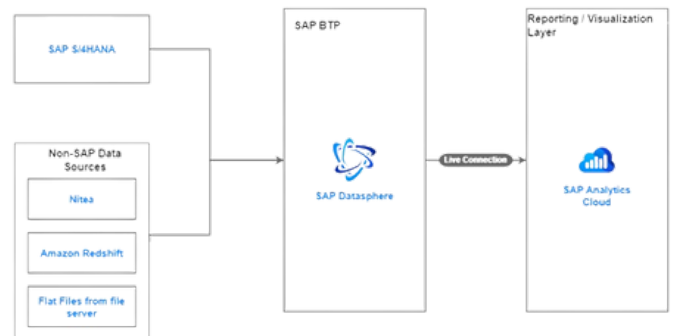 SAP S/4HANA
Non-SAP Data
Sources
Nitea
Amazon Redshift
Flat Files from file
server
SAP BTP
SAP Datasphere
Live Connection
Reporting / Visualization
Layer
SAP Analytics
Cloud